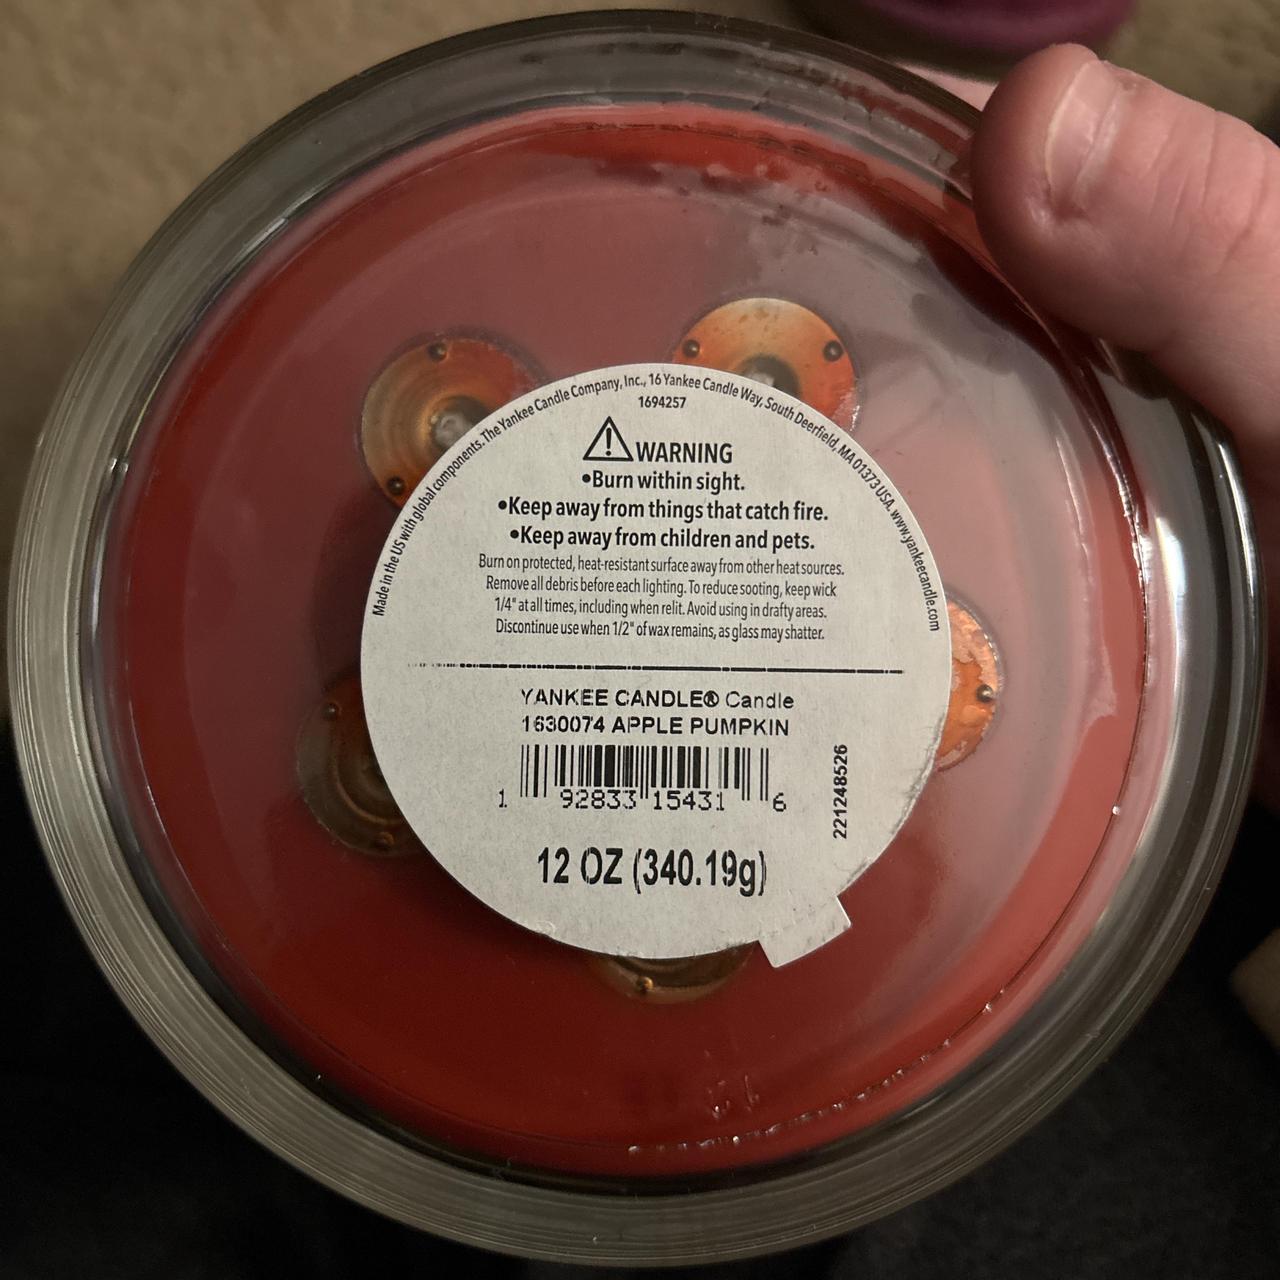 Made in the US with global components. The Yankee Candle Company, Inc., 16 Yankee Candle Way, South Deerfield, MA 01373 USA. www.yankeecandle.com
1694257
WARNING
•Burn within sight.
•Keep away from things that catch fire.
•Keep away from children and pets.
Burn on protected, heat-resistant surface away from other heat sources.
Remove all debris before each lighting. To reduce sooting, keep wick
1/4" at all times, including when relit. Avoid using in drafty areas.
Discontinue use when 1/2" of wax remains, as glass may shatter.
YANKEE CANDLE® Candle
1630074 APPLE PUMPKIN
1 92833 15431 6
221248526
12 OZ (340.19g)